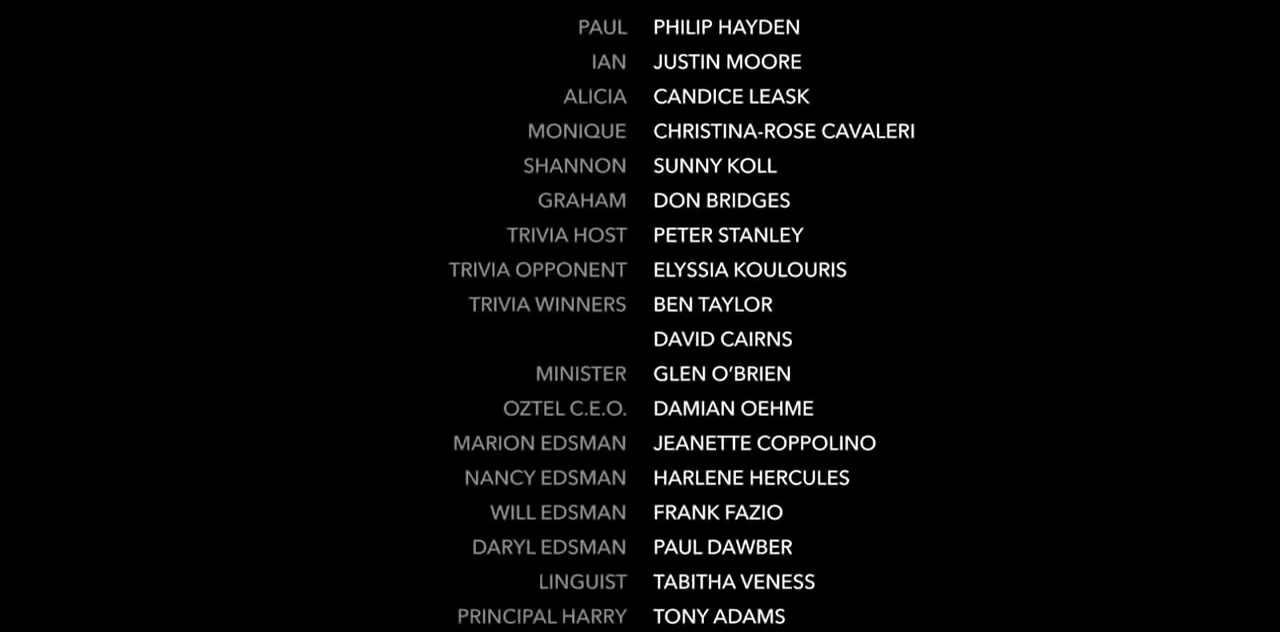 PAUL PHILIP HAYDEN
IAN JUSTIN MOORE
ALICIA CANDICE LEASK
MONIQUE CHRISTINA-ROSE CAVALERI
SHANNON SUNNY KOLL
GRAHAM DON BRIDGES
TRIVIA HOST PETER STANLEY
TRIVIA OPPONENT ELYSSIA KOULOURIS
TRIVIA WINNERS BEN TAYLOR
DAVID CAIRNS
MINISTER GLEN O’BRIEN
OZTEL C.E.O. DAMIAN OEHME
MARION EDSMAN JEANETTE COPPOLINO
NANCY EDSMAN HARLENE HERCULES
WILL EDSMAN FRANK FAZIO
DARYL EDSMAN PAUL DAWBER
LINGUIST TABITHA VENESS
PRINCIPAL HARRY TONY ADAMS